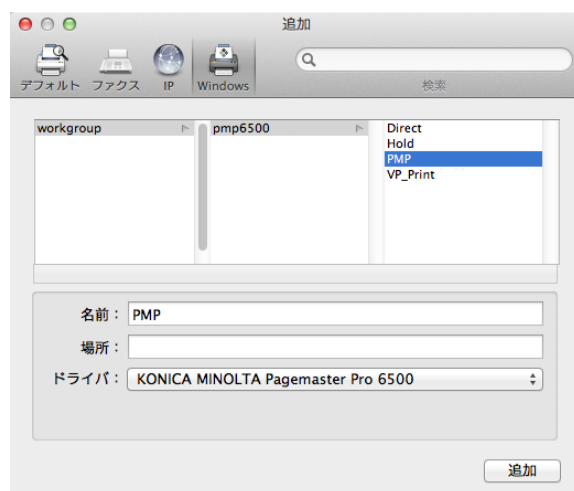 追加
デフォルト ファクス IP Windows 検索
workgroup pmp6500 Direct
Hold
PMP
VP_Print
名前： PMP
場所：
ドライバ： KONICA MINOLTA Pagemaster Pro 6500
追加